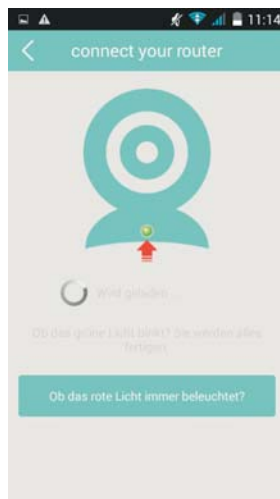 11:14
connect your router
Wird geladen...
Ob das grüne Licht blinkt? Sie werden alles
fertigen
Ob das rote Licht immer beleuchtet?